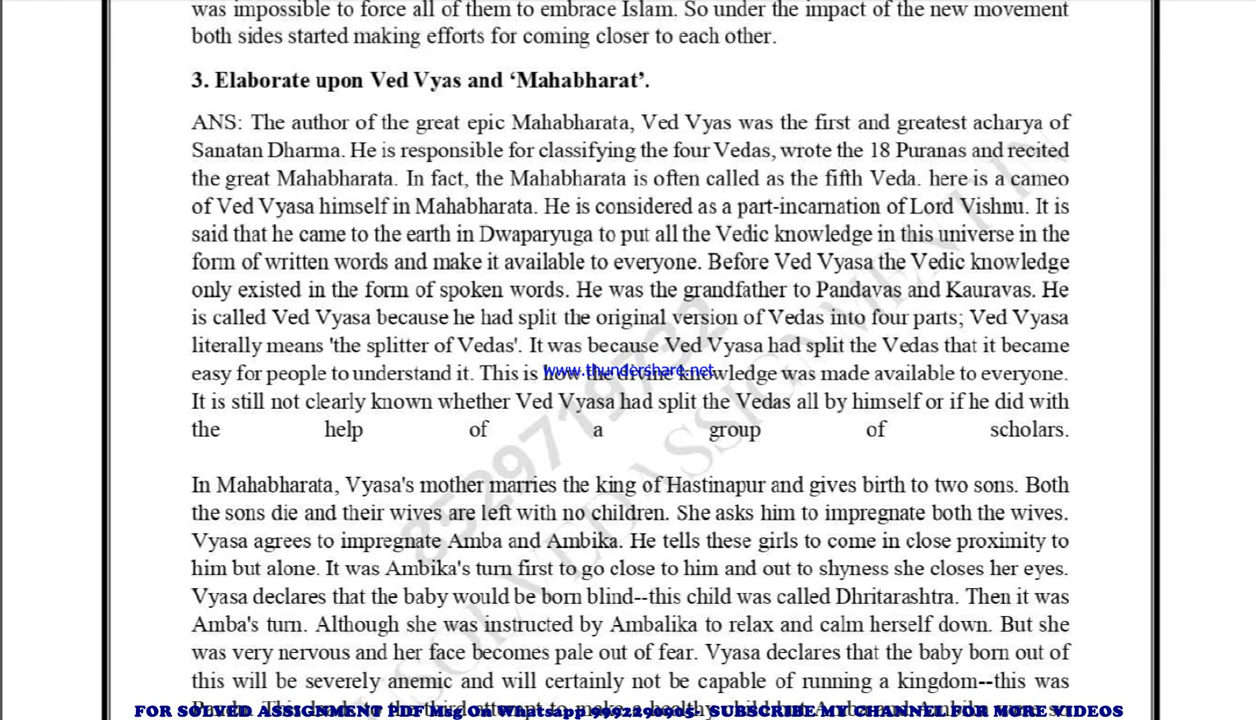 was impossible to force all of them to embrace Islam. So under the impact of the new movement
both sides started making efforts for coming closer to each other.
3. Elaborate upon Ved Vyas and ‘Mahabharat’.
ANS: The author of the great epic Mahabharata, Ved Vyas was the first and greatest acharya of
Sanatan Dharma. He is responsible for classifying the four Vedas, wrote the 18 Puranas and recited
the great Mahabharata. In fact, the Mahabharata is often called as the fifth Veda. here is a cameo
of Ved Vyasa himself in Mahabharata. He is considered as a part-incarnation of Lord Vishnu. It is
said that he came to the earth in Dwaparyuga to put all the Vedic knowledge in this universe in the
form of written words and make it available to everyone. Before Ved Vyasa the Vedic knowledge
only existed in the form of spoken words. He was the grandfather to Pandavas and Kauravas. He
is called Ved Vyasa because he had split the original version of Vedas into four parts; Ved Vyasa
literally means 'the splitter of Vedas'. It was because Ved Vyasa had split the Vedas that it became
easy for people to understand it. This is how the divine knowledge was made available to everyone.
www.thundershare.net
It is still not clearly known whether Ved Vyasa had split the Vedas all by himself or if he did with
the help of a group of scholars.
In Mahabharata, Vyasa's mother marries the king of Hastinapur and gives birth to two sons. Both
the sons die and their wives are left with no children. She asks him to impregnate both the wives.
Vyasa agrees to impregnate Amba and Ambika. He tells these girls to come in close proximity to
him but alone. It was Ambika's turn first to go close to him and out to shyness she closes her eyes.
Vyasa declares that the baby would be born blind--this child was called Dhritarashtra. Then it was
Amba's turn. Although she was instructed by Ambalika to relax and calm herself down. But she
was very nervous and her face becomes pale out of fear. Vyasa declares that the baby born out of
this will be severely anemic and will certainly not be capable of running a kingdom--this was
FOR SOLVED ASSIGNMENT PDF Msg On Whatsapp 9992290905- SUBSCRIBE MY CHANNEL FOR MORE VIDEOS
8529719732
SOLVED ASSIGNMENT IN